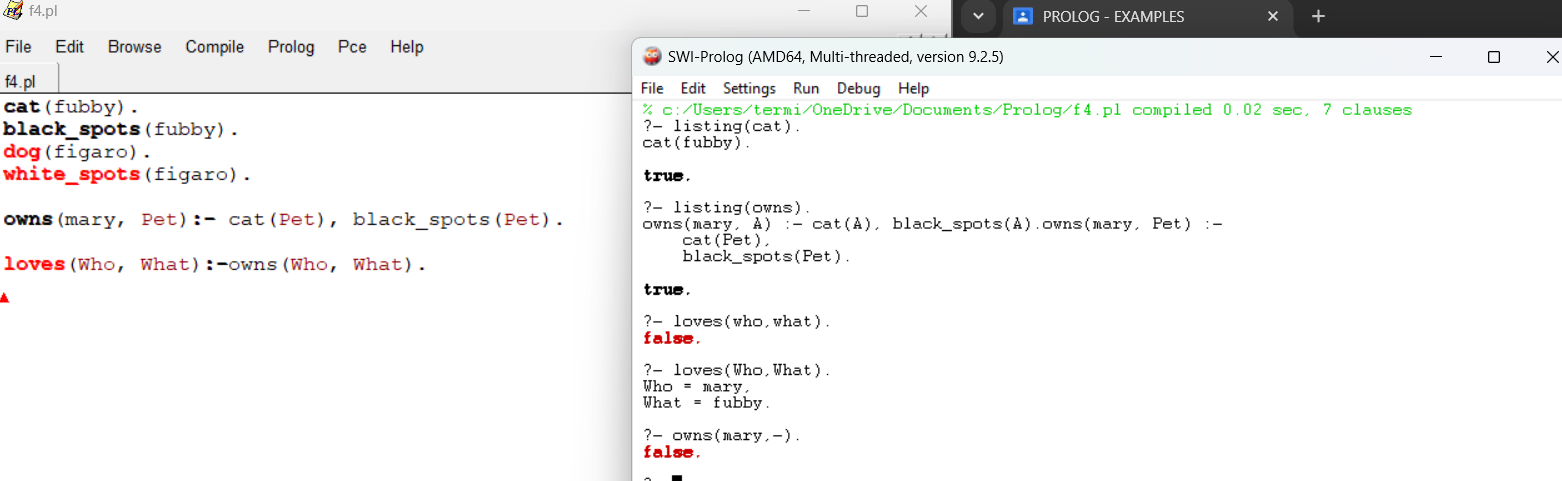 f4.pl
File Edit Browse Compile Prolog Pce Help
f4.pl
cat(fubby).
black_spots(fubby).
dog(figaro).
white_spots(figaro).
owns(mary, Pet):- cat(Pet), black_spots(Pet).
loves(Who, What):-owns(Who, What).
PROLOG - EXAMPLES
SWI-Prolog (AMD64, Multi-threaded, version 9.2.5)
File Edit Settings Run Debug Help
% c:/Users/termi/OneDrive/Documents/Prolog/f4.pl compiled 0.02 sec, 7 clauses
?- listing(cat).
cat(fubby).
true.
?- listing(owns).
owns(mary, A) :- cat(A), black_spots(A).owns(mary, Pet) :-
    cat(Pet),
    black_spots(Pet).
true.
?- loves(who,what).
false.
?- loves(Who,What).
Who = mary,
What = fubby.
?- owns(mary,-).
false.
?-